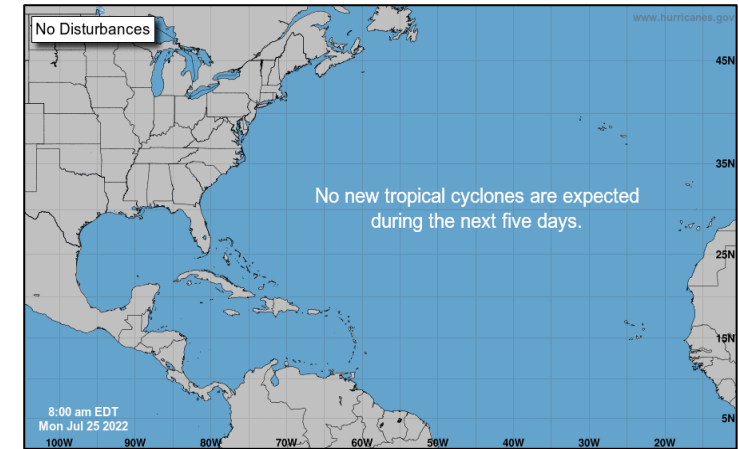 No Disturbances
www.hurricanes.gov
45N
35N
No new tropical cyclones are expected
during the next five days.
25N
15N
8:00 am EDT
Mon Jul 25 2022
5N
100W 90W 80W 70W 60W 50W 40W 30W 20W